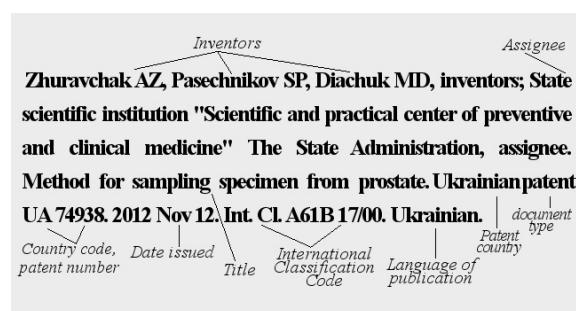 Inventors
Assignee
Zhuravchak AZ, Pasechnikov SP, Diachuk MD, inventors; State
scientific institution "Scientific and practical center of preventive
and clinical medicine" The State Administration, assignee.
Method for sampling specimen from prostate. Ukrainian patent
UA 74938. 2012 Nov 12. Int. Cl. A61B 17/00. Ukrainian.
Country code,
patent number
Date issued
Title
International
Classification
Code
Language of
publication
Patent
country
document
type